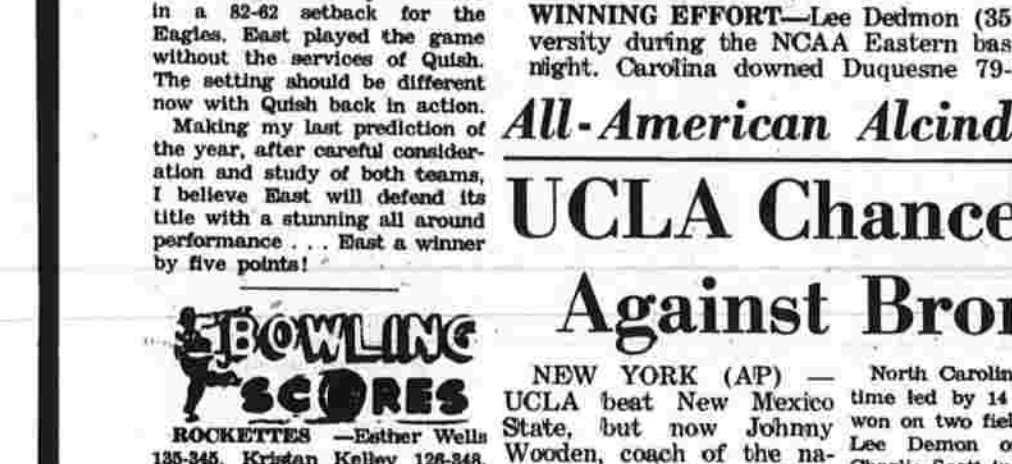 in a 82-62 setback for the
Eagles. East played the game
without the services of Quish.
The setting should be different
now with Quish back in action.
Making my last prediction of
the year, after careful consider-
ation and study of both teams,
I believe East will defend its
title with a stunning all around
performance . . . East a winner
by five points!
BOWLING
SCORES
ROCKETTES —Esther Wells
135-345, Kristan Kelley 126-348,
WINNING EFFORT—Lee Dedmon (35
versity during the NCAA Eastern bas
night. Carolina downed Duquesne 79-
All-American Alcind
UCLA Chance
Against Bro
NEW YORK (AP) —
UCLA beat New Mexico
State, but now Johnny
Wooden, coach of the na-
North Carolin
time led by 14
won on two fiel
Lee Demon o